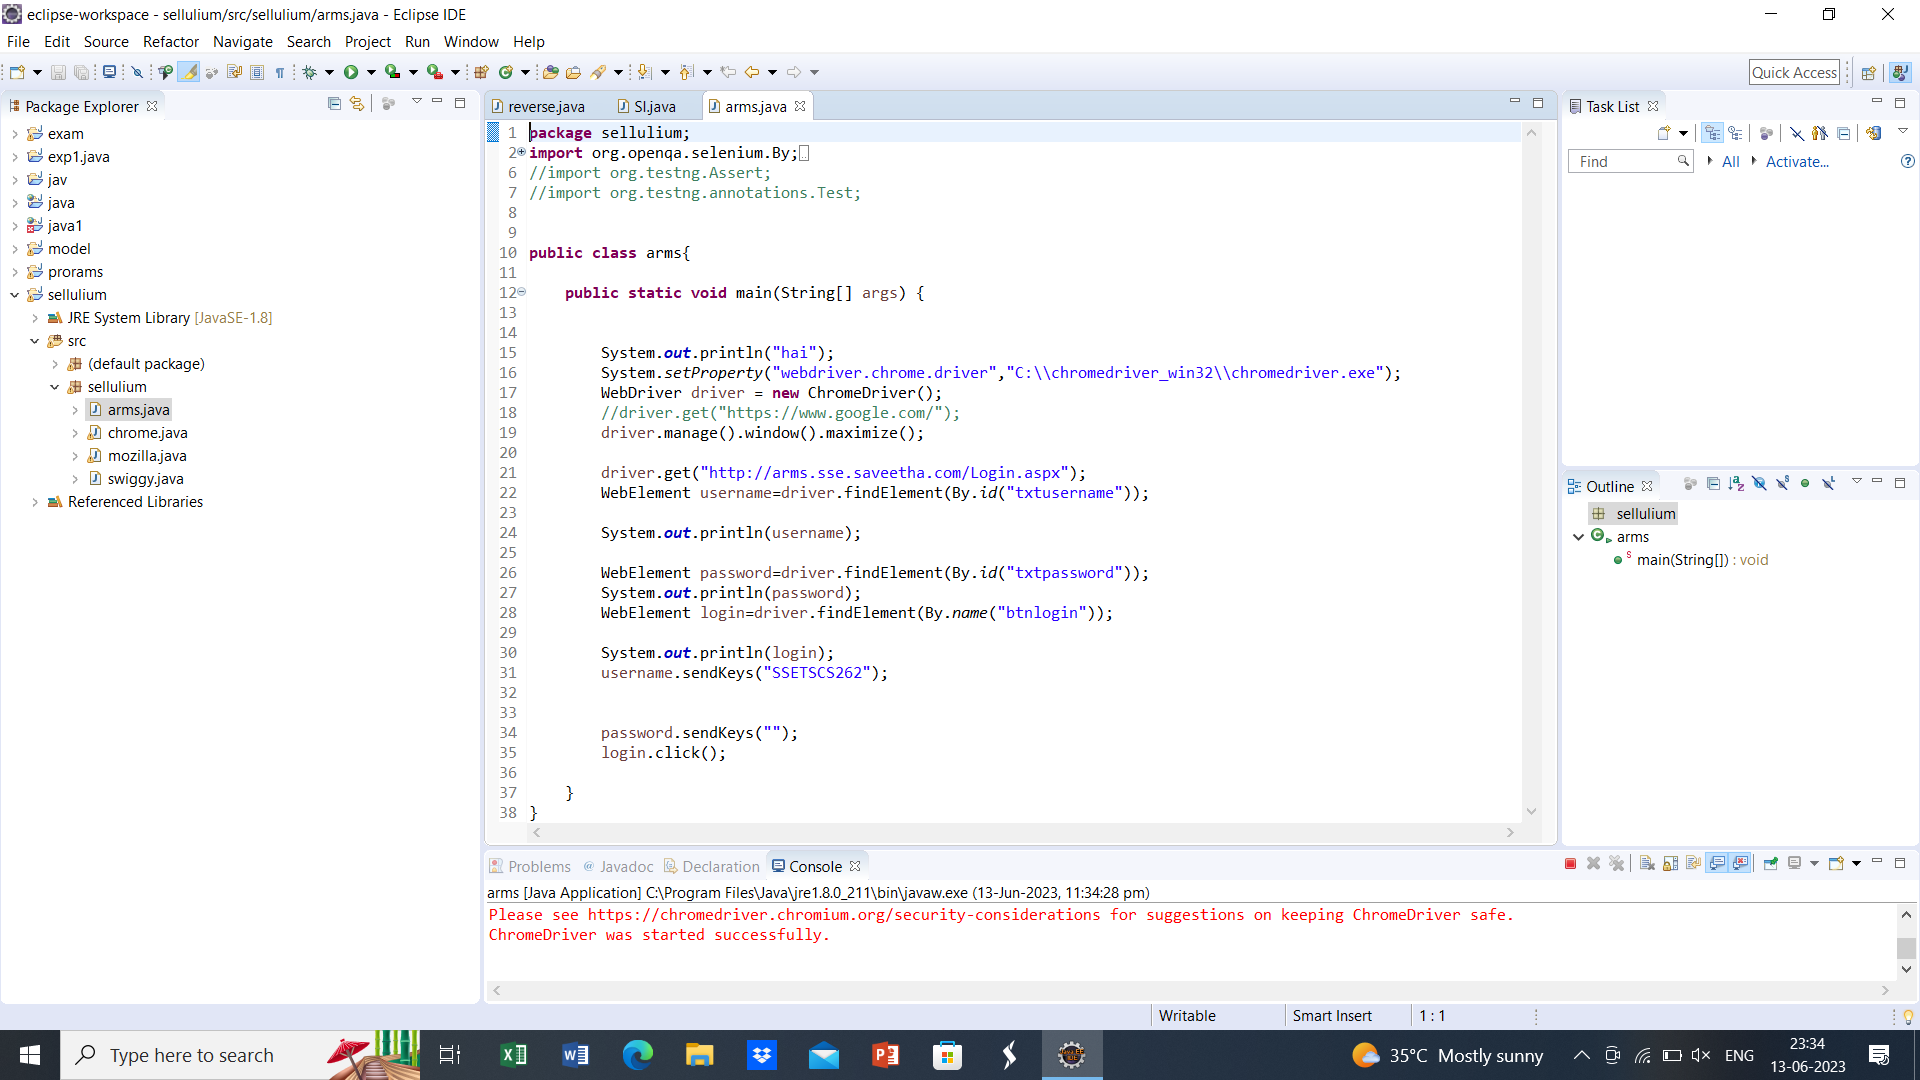 eclipse-workspace - sellulium/src/sellulium/arms.java - Eclipse IDE
File Edit Source Refactor Navigate Search Project Run Window Help
Quick Access
Package Explorer
exam
exp1.java
jav
java
java1
model
prorams
sellulium
JRE System Library [JavaSE-1.8]
src
(default package)
sellulium
arms.java
chrome.java
mozilla.java
swiggy.java
Referenced Libraries
reverse.java SI.java arms.java
1 package sellulium;
2 import org.openqa.selenium.By;
6 //import org.testng.Assert;
7 //import org.testng.annotations.Test;
8
9
10 public class arms{
11
12 public static void main(String[] args) {
13
14
15 System.out.println("hai");
16 System.setProperty("webdriver.chrome.driver","C:\\chromedriver_win32\\chromedriver.exe");
17 WebDriver driver = new ChromeDriver();
18 //driver.get("https://www.google.com/");
19 driver.manage().window().maximize();
20
21 driver.get("http://arms.sse.saveetha.com/Login.aspx");
22 WebElement username=driver.findElement(By.id("txtusername"));
23
24 System.out.println(username);
25
26 WebElement password=driver.findElement(By.id("txtpassword"));
27 System.out.println(password);
28 WebElement login=driver.findElement(By.name("btnlogin"));
29
30 System.out.println(login);
31 username.sendKeys("SSETSCS262");
32
33
34 password.sendKeys("");
35 login.click();
36
37 }
38 }
Task List
Find All Activate...
Outline
sellulium
arms
main(String[]) : void
Problems Javadoc Declaration Console
arms [Java Application] C:\Program Files\Java\jre1.8.0_211\bin\javaw.exe (13-Jun-2023, 11:34:28 pm)
Please see https://chromedriver.chromium.org/security-considerations for suggestions on keeping ChromeDriver safe.
ChromeDriver was started successfully.
Writable Smart Insert 1 : 1
Type here to search
35°C Mostly sunny
ENG
23:34
13-06-2023